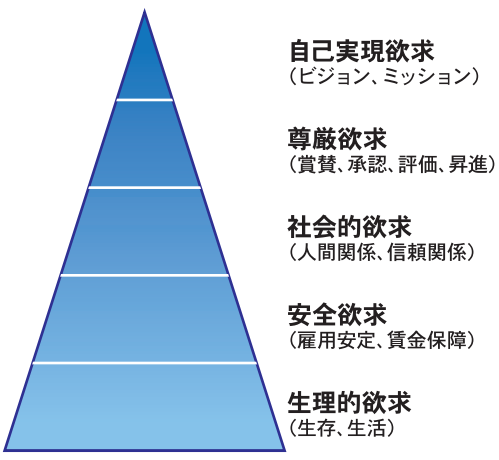 自己実現欲求
（ビジョン、ミッション）
尊厳欲求
（賞賛、承認、評価、昇進）
社会的欲求
（人間関係、信頼関係）
安全欲求
（雇用安定、賃金保障）
生理的欲求
（生存、生活）